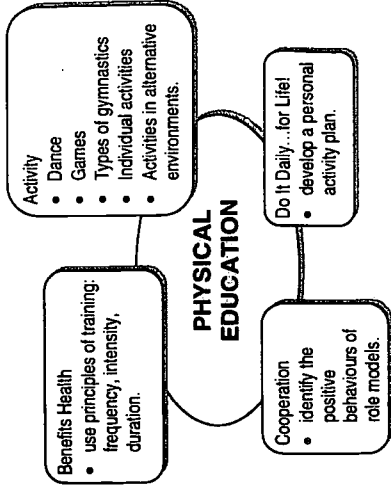 Benefits Health
• use principles of training:
frequency, intensity,
duration.
Activity
• Dance
• Games
• Types of gymnastics
• Individual activities
• Activities in alternative
environments.
PHYSICAL
EDUCATION
Cooperation
• identify the
positive
behaviours of
role models.
Do It Daily...for Life!
• develop a personal
activity plan.